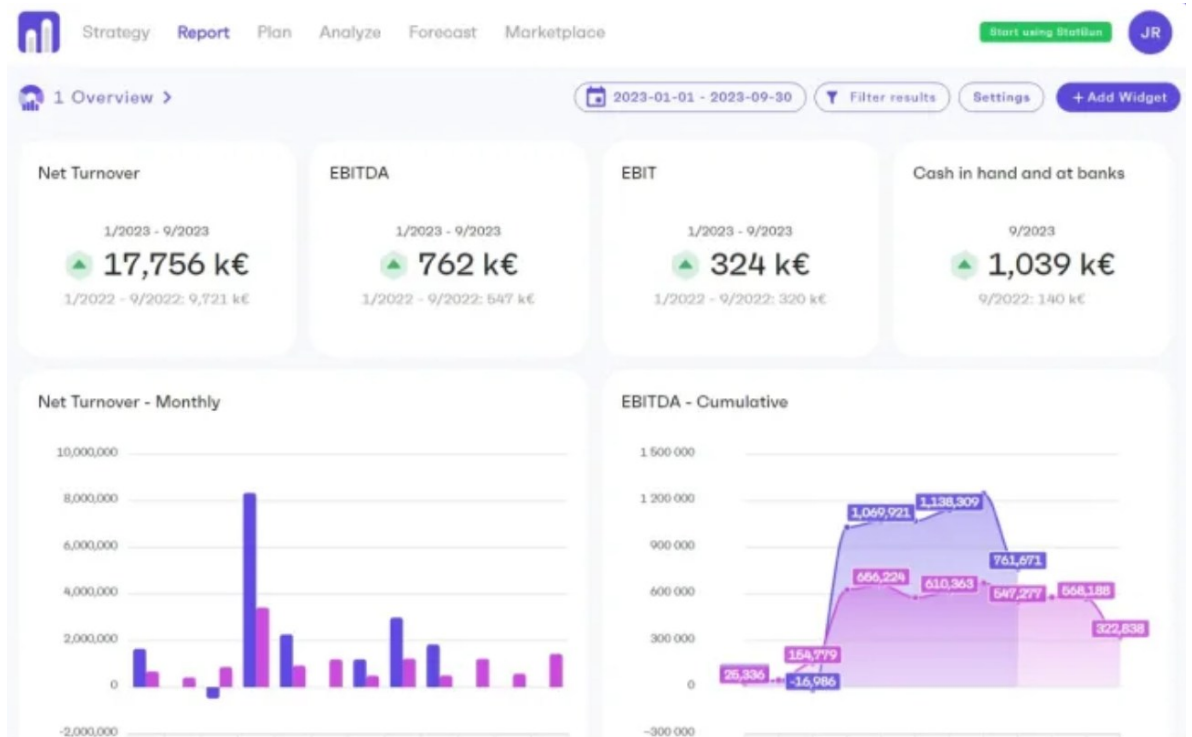 Strategy Report Plan Analyze Forecast Marketplace
Start using StatBun
JR
1 Overview >
2023-01-01 - 2023-09-30
Filter results
Settings
+ Add Widget
Net Turnover
1/2023 - 9/2023
17,756 k€
1/2022 - 9/2022: 9,721 k€
EBITDA
1/2023 - 9/2023
762 k€
1/2022 - 9/2022: 547 k€
EBIT
1/2023 - 9/2023
324 k€
1/2022 - 9/2022: 320 k€
Cash in hand and at banks
9/2023
1,039 k€
9/2022: 140 k€
Net Turnover - Monthly
10,000,000
8,000,000
6,000,000
4,000,000
2,000,000
0
-2,000,000
EBITDA - Cumulative
1 500 000
1 200 000
900 000
600 000
300 000
0
-300 000
25,336
154,779
-16,986
1,069,921
656,224
1,138,309
610,363
761,671
547,277
568,188
322,838